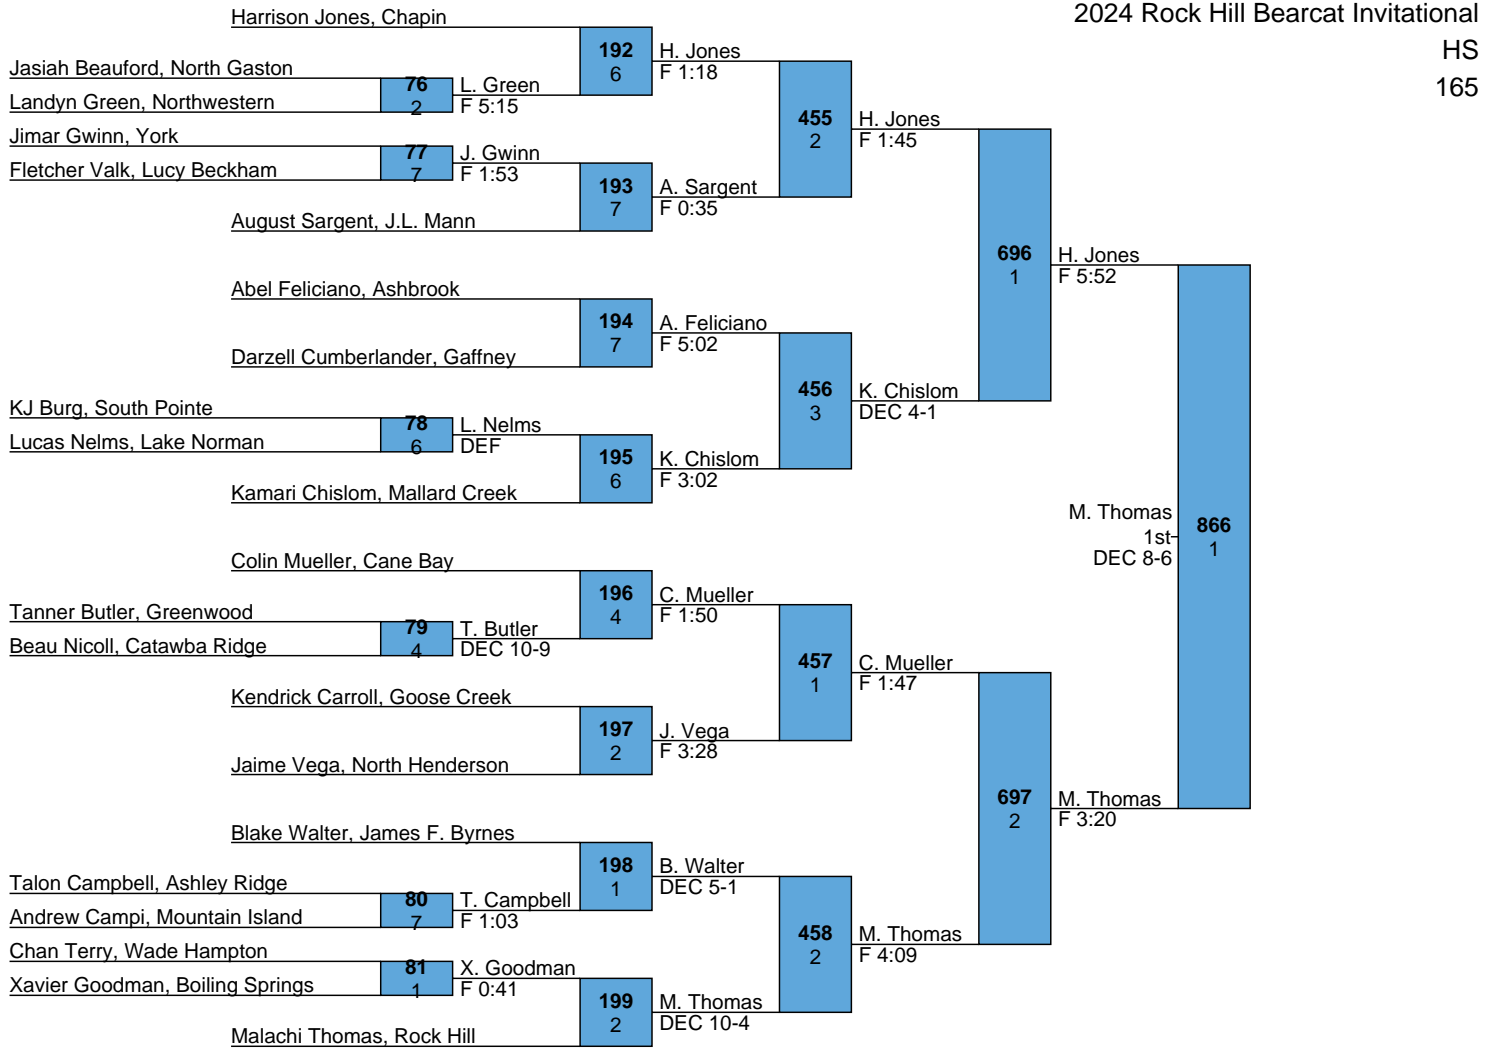 2024 Rock Hill Bearcat Invitational
HS
165
Harrison Jones, Chapin
192
6
H. Jones
F 1:18
Jasiah Beauford, North Gaston
76
2
L. Green
F 5:15
Landyn Green, Northwestern
455
2
H. Jones
F 1:45
Jimar Gwinn, York
77
7
J. Gwinn
F 1:53
Fletcher Valk, Lucy Beckham
193
7
A. Sargent
F 0:35
August Sargent, J.L. Mann
696
1
H. Jones
F 5:52
Abel Feliciano, Ashbrook
194
7
A. Feliciano
F 5:02
Darzell Cumberlander, Gaffney
456
3
K. Chislom
DEC 4-1
KJ Burg, South Pointe
78
6
L. Nelms
DEF
Lucas Nelms, Lake Norman
195
6
K. Chislom
F 3:02
Kamari Chislom, Mallard Creek
M. Thomas
1st
DEC 8-6
866
1
Colin Mueller, Cane Bay
196
4
C. Mueller
F 1:50
Tanner Butler, Greenwood
79
4
T. Butler
DEC 10-9
Beau Nicoll, Catawba Ridge
457
1
C. Mueller
F 1:47
Kendrick Carroll, Goose Creek
197
2
J. Vega
F 3:28
Jaime Vega, North Henderson
697
2
M. Thomas
F 3:20
Blake Walter, James F. Byrnes
198
1
B. Walter
DEC 5-1
Talon Campbell, Ashley Ridge
80
7
T. Campbell
F 1:03
Andrew Campi, Mountain Island
458
2
M. Thomas
F 4:09
Chan Terry, Wade Hampton
81
1
X. Goodman
F 0:41
Xavier Goodman, Boiling Springs
199
2
M. Thomas
DEC 10-4
Malachi Thomas, Rock Hill